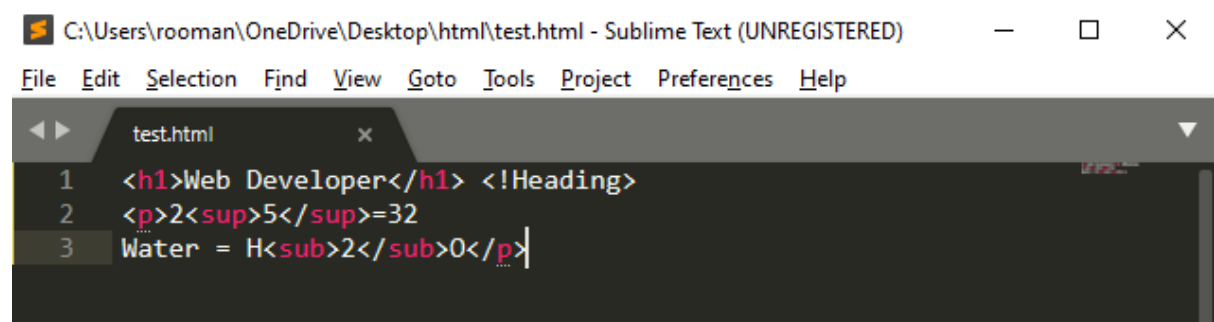 C:\Users\rooman\OneDrive\Desktop\html\test.html - Sublime Text (UNREGISTERED)
File Edit Selection Find View Goto Tools Project Preferences Help
test.html
1 <h1>Web Developer</h1> <!Heading>
2 <p>2<sup>5</sup>=32
3 Water = H<sub>2</sub>O</p>